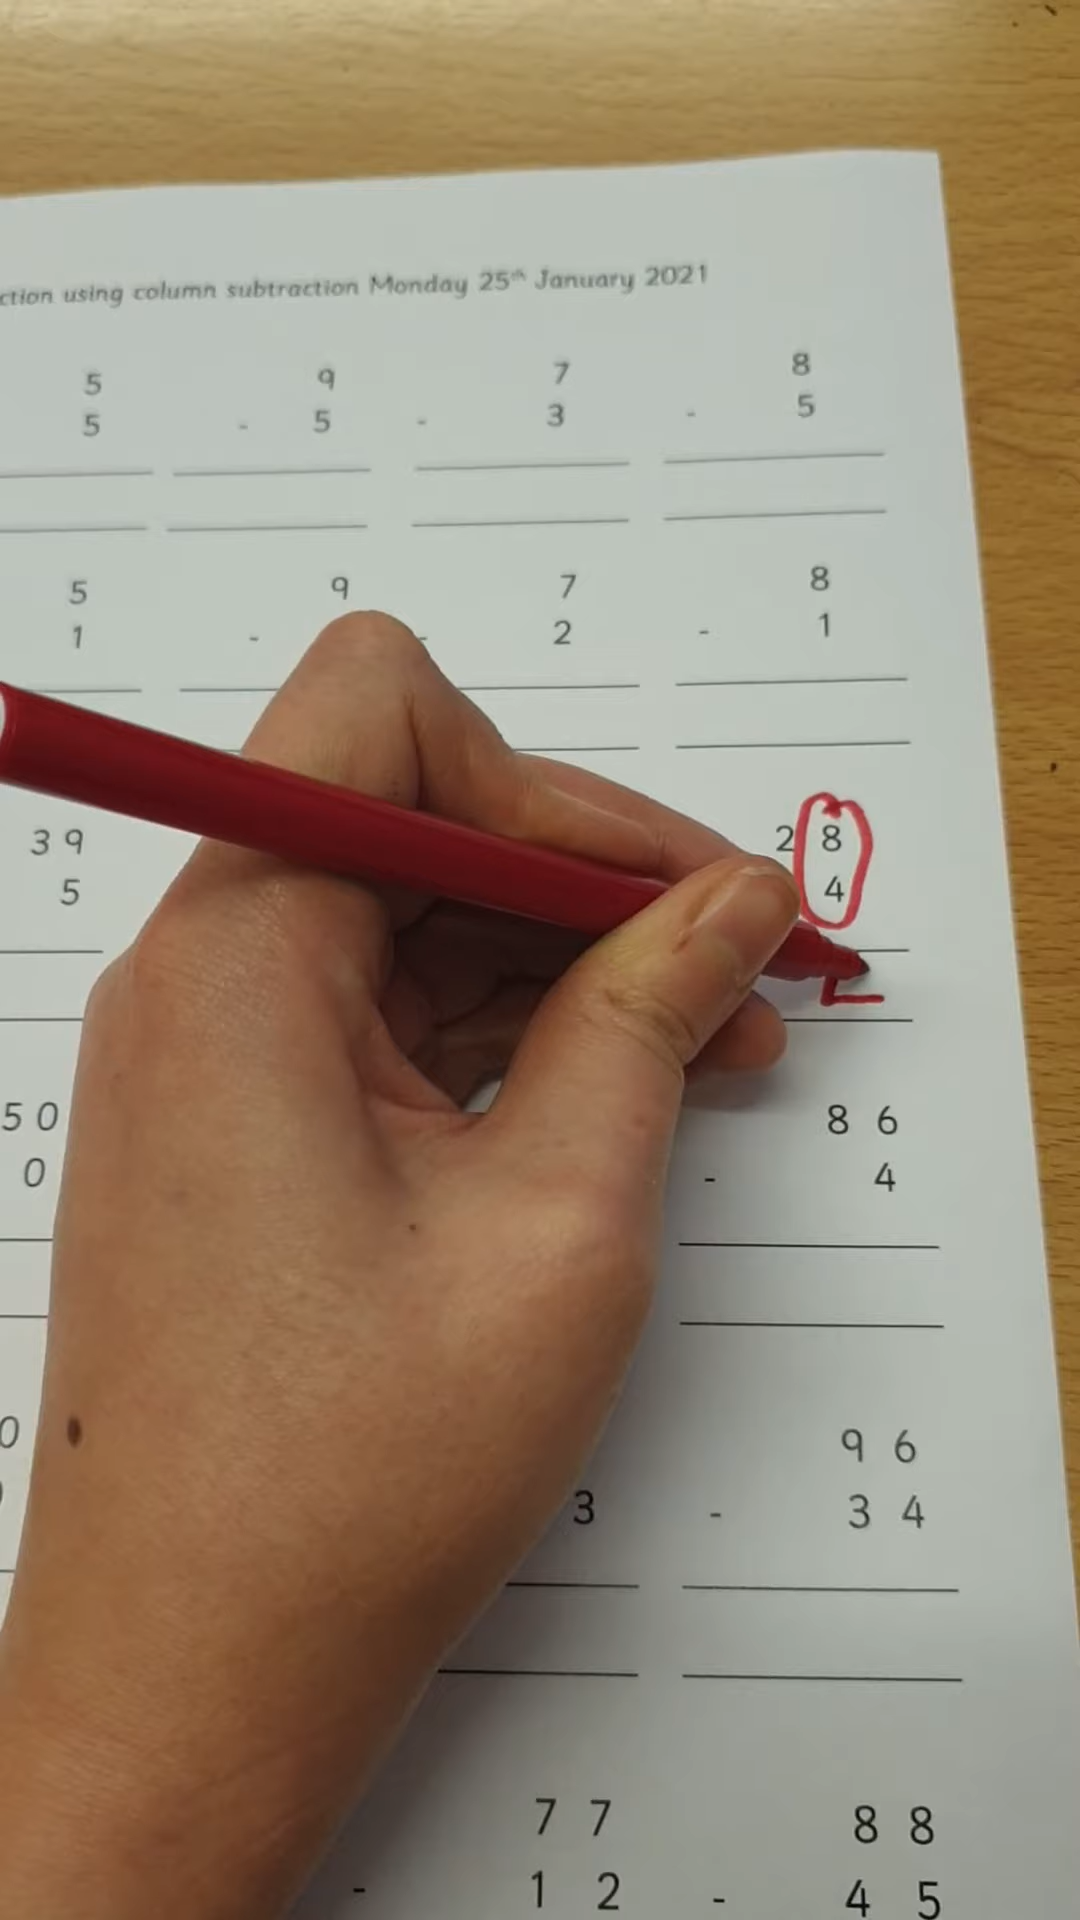 ction using column subtraction Monday 25th January 2021
5 9 7 8
5 - 5 - 3 - 5
5 9 7 8
1 - - 2 - 1
3 9 2 8
5 4
5 0 8 6
0 - 4
0 9 6
3 - 3 4
7 7 8 8
- 1 2 - 4 5